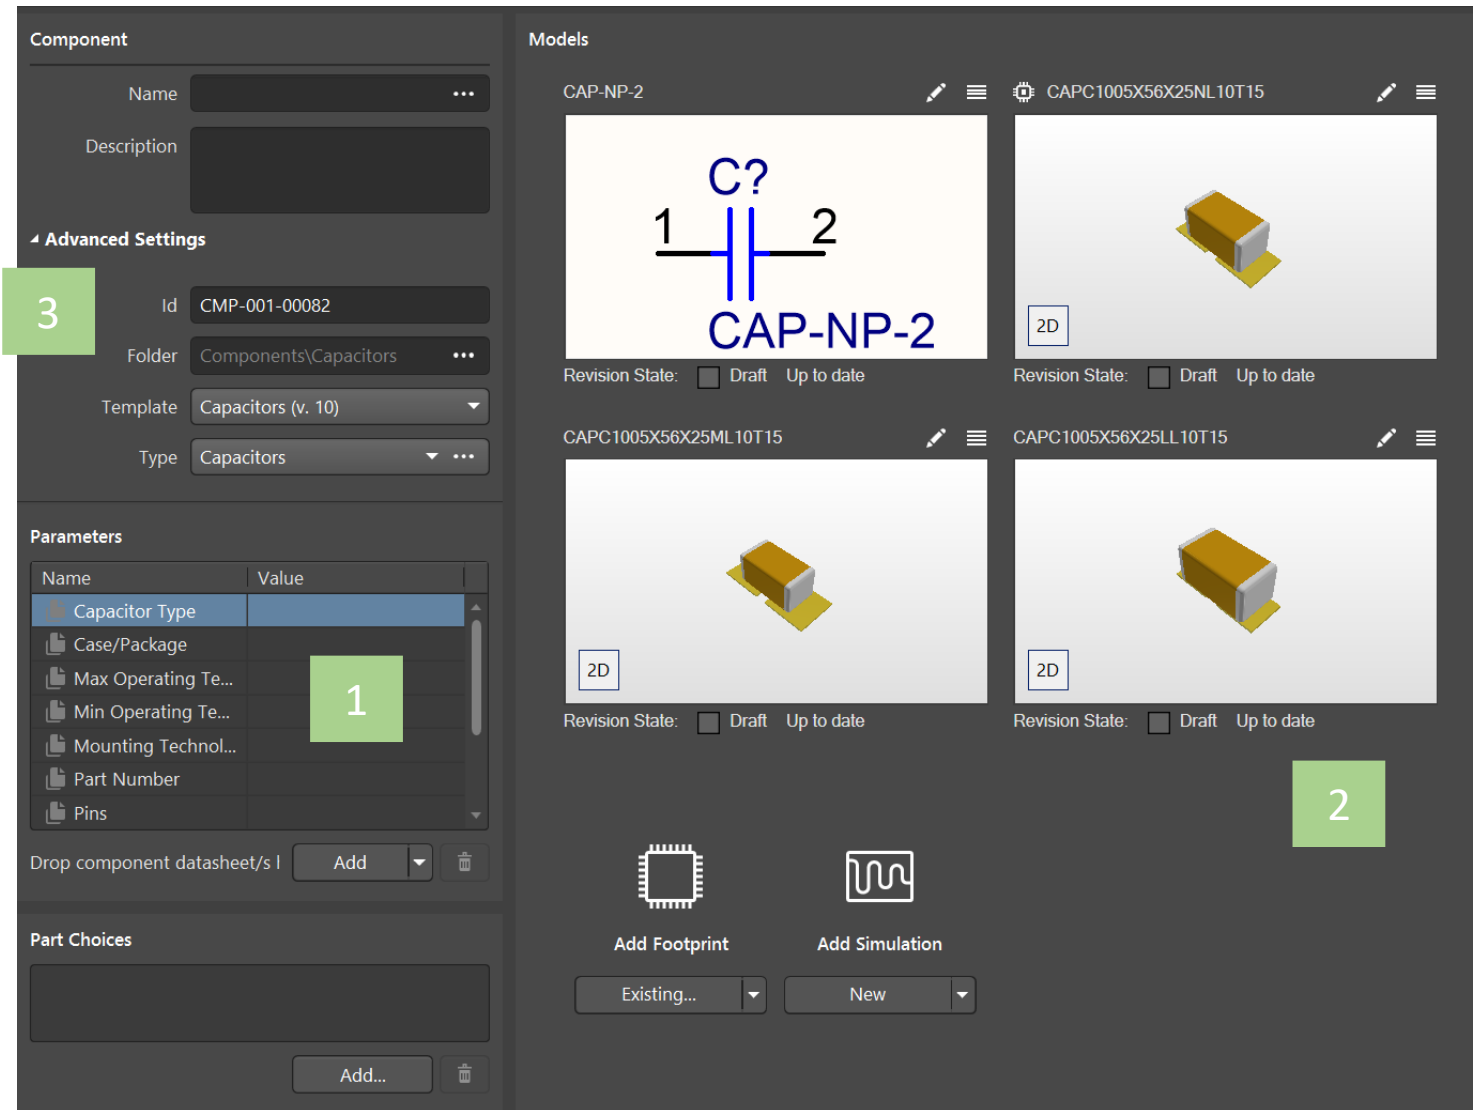 Component
Name
Description
Advanced Settings
3
Id CMP-001-00082
Folder Components\Capacitors
Template Capacitors (v. 10)
Type Capacitors
Parameters
Name Value
Capacitor Type
Case/Package
Max Operating Te...
Min Operating Te...
Mounting Technol...
Part Number
Pins
1
Drop component datasheet/s Add
Part Choices
Add...
Models
CAP-NP-2
C?
1 2
CAP-NP-2
Revision State: Draft Up to date
CAPC1005X56X25NL10T15
2D
Revision State: Draft Up to date
CAPC1005X56X25ML10T15
2D
Revision State: Draft Up to date
CAPC1005X56X25LL10T15
2D
Revision State: Draft Up to date
2
Add Footprint
Existing...
Add Simulation
New